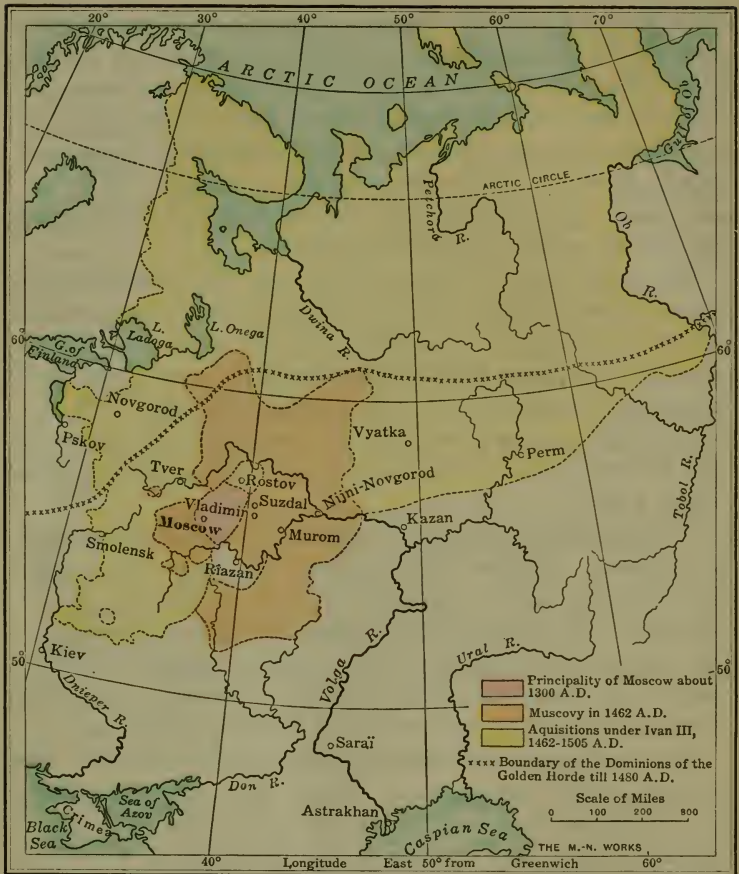 20°
30°
40°
50°
60°
70°
ARCTIC OCEAN
Gulf of Ob
ARCTIC CIRCLE
Petchora
R.
Ob
R.
Dwina R.
L.
Ladoga
L. Onega
60°
G. of
Finland
60°
Novgorod
Pskov
Vyatka
Perm
Tver
Rostov
Nijni-Novgorod
Suzdal
Vladimir
Moscow
Murom
Kazan
Tobol R.
Smolensk
Riazan
50°
Kiev
Dnieper R.
Volga R.
Ural R.
50°
Saraï
Don R.
Sea of
Azov
Crimea
Black
Sea
Astrakhan
Caspian Sea
Principality of Moscow about
1300 A.D.
Muscovy in 1462 A.D.
Aquisitions under Ivan III,
1462-1505 A.D.
×××× Boundary of the Dominions of the
Golden Horde till 1480 A.D.
Scale of Miles
0 100 200 300
THE M.-N. WORKS
40° Longitude East 50° from Greenwich 60°